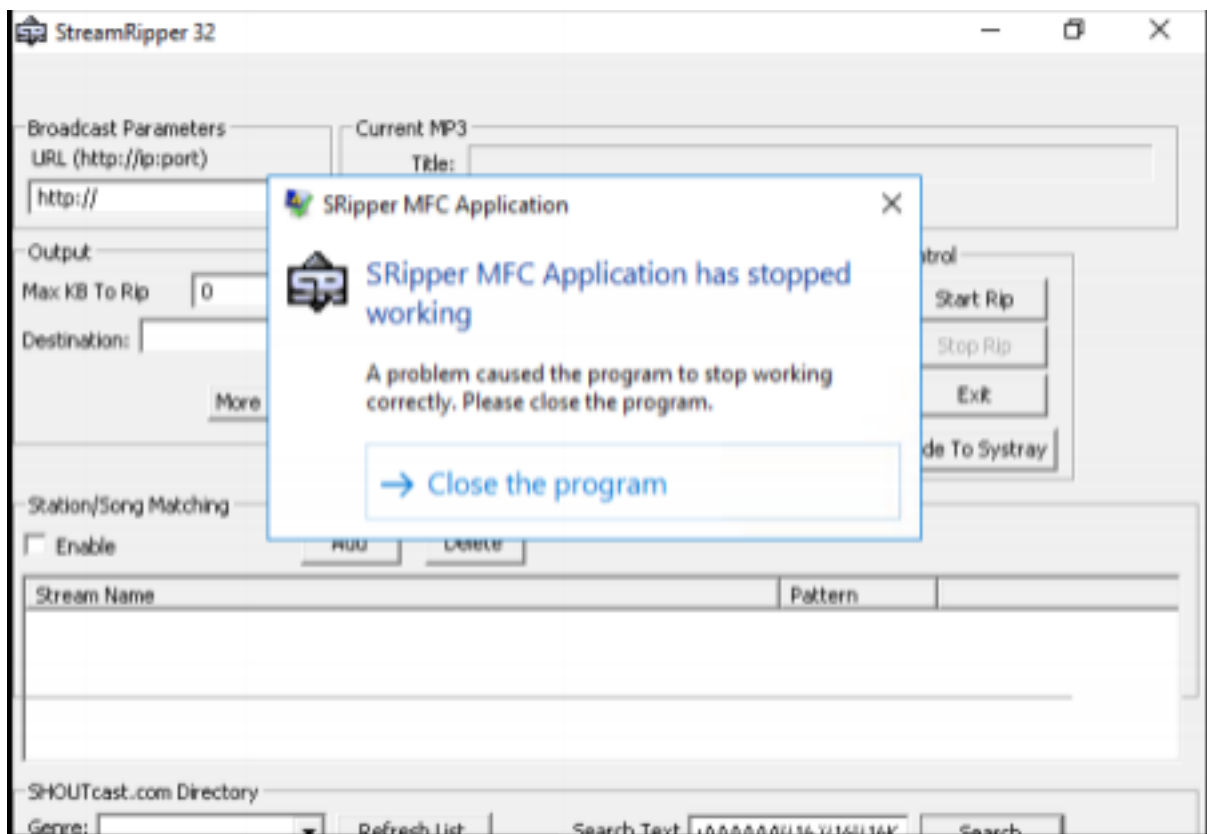 StreamRipper 32
Broadcast Parameters
Current MP3
URL (http://ip:port)
Title:
http://
SRipper MFC Application
Output
SRipper MFC Application has stopped
working
Max KB To Rip
0
Start Rip
Destination:
Stop Rip
A problem caused the program to stop working
correctly. Please close the program.
More
Exit
de To Systray
Close the program
Station/Song Matching
Enable
Add
Delete
Stream Name
Pattern
SHOUTcast.com Directory
Genre:
Refresh List
Search Text
Search